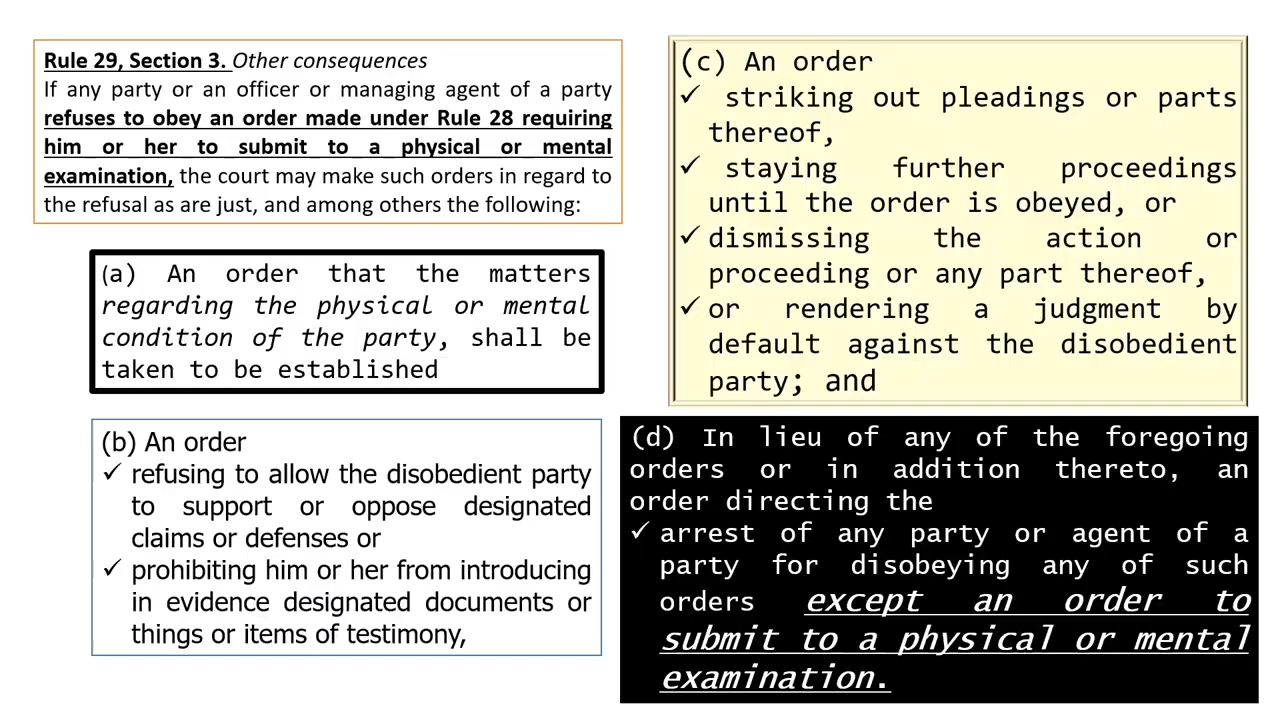 Rule 29, Section 3. Other consequences
If any party or an officer or managing agent of a party
refuses to obey an order made under Rule 28 requiring
him or her to submit to a physical or mental
examination, the court may make such orders in regard to
the refusal as are just, and among others the following:
(a) An order that the matters
regarding the physical or mental
condition of the party, shall be
taken to be established
(b) An order
✓ refusing to allow the disobedient party
to support or oppose designated
claims or defenses or
✓ prohibiting him or her from introducing
in evidence designated documents or
things or items of testimony,
(c) An order
✓ striking out pleadings or parts
thereof,
✓ staying further proceedings
until the order is obeyed, or
✓ dismissing the action or
proceeding or any part thereof,
✓ or rendering a judgment by
default against the disobedient
party; and
(d) In lieu of any of the foregoing
orders or in addition thereto, an
order directing the
✓ arrest of any party or agent of a
party for disobeying any of such
orders except an order to
submit to a physical or mental
examination.